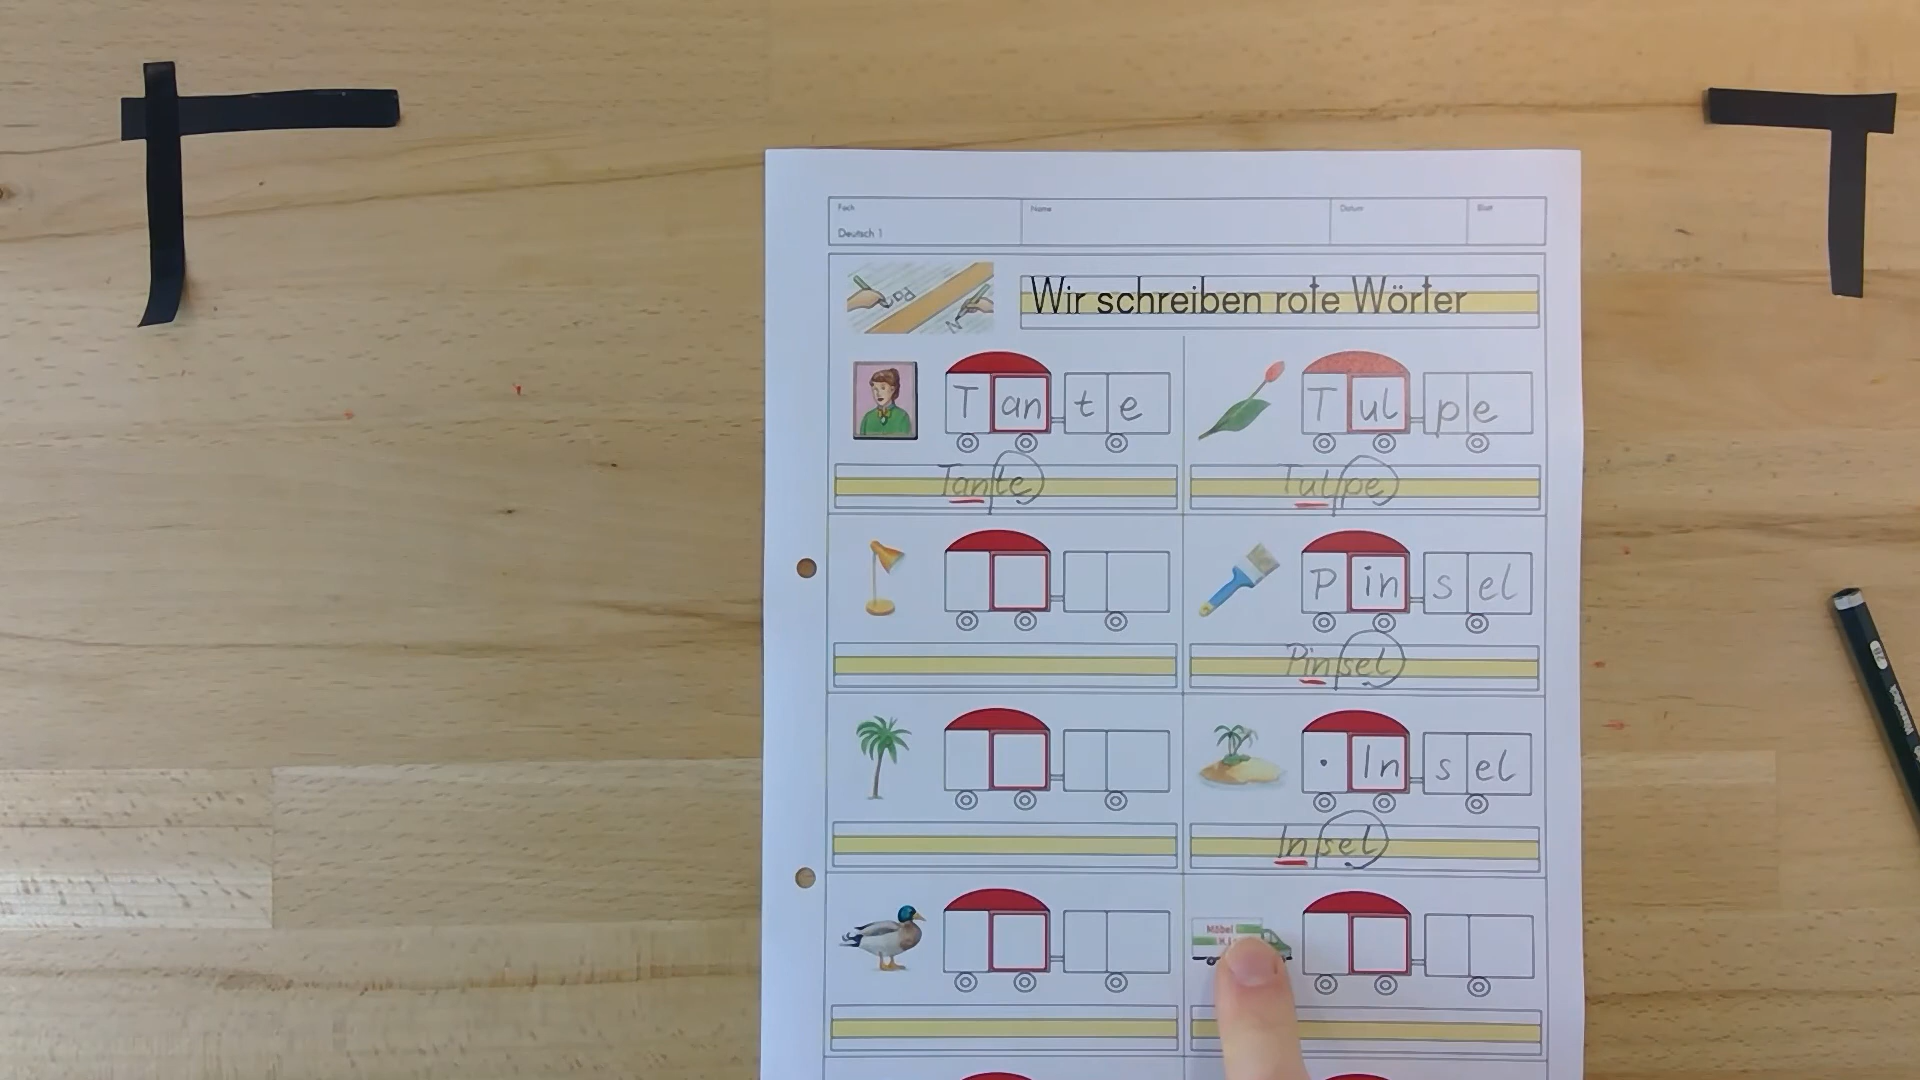 Fach
Name
Datum
Blatt
Deutsch 1
Wir schreiben rote Wörter
T an t e
T ul p e
Tante
Tulpe
P in s el
Pinsel
• In s el
Insel
Möbel
2B